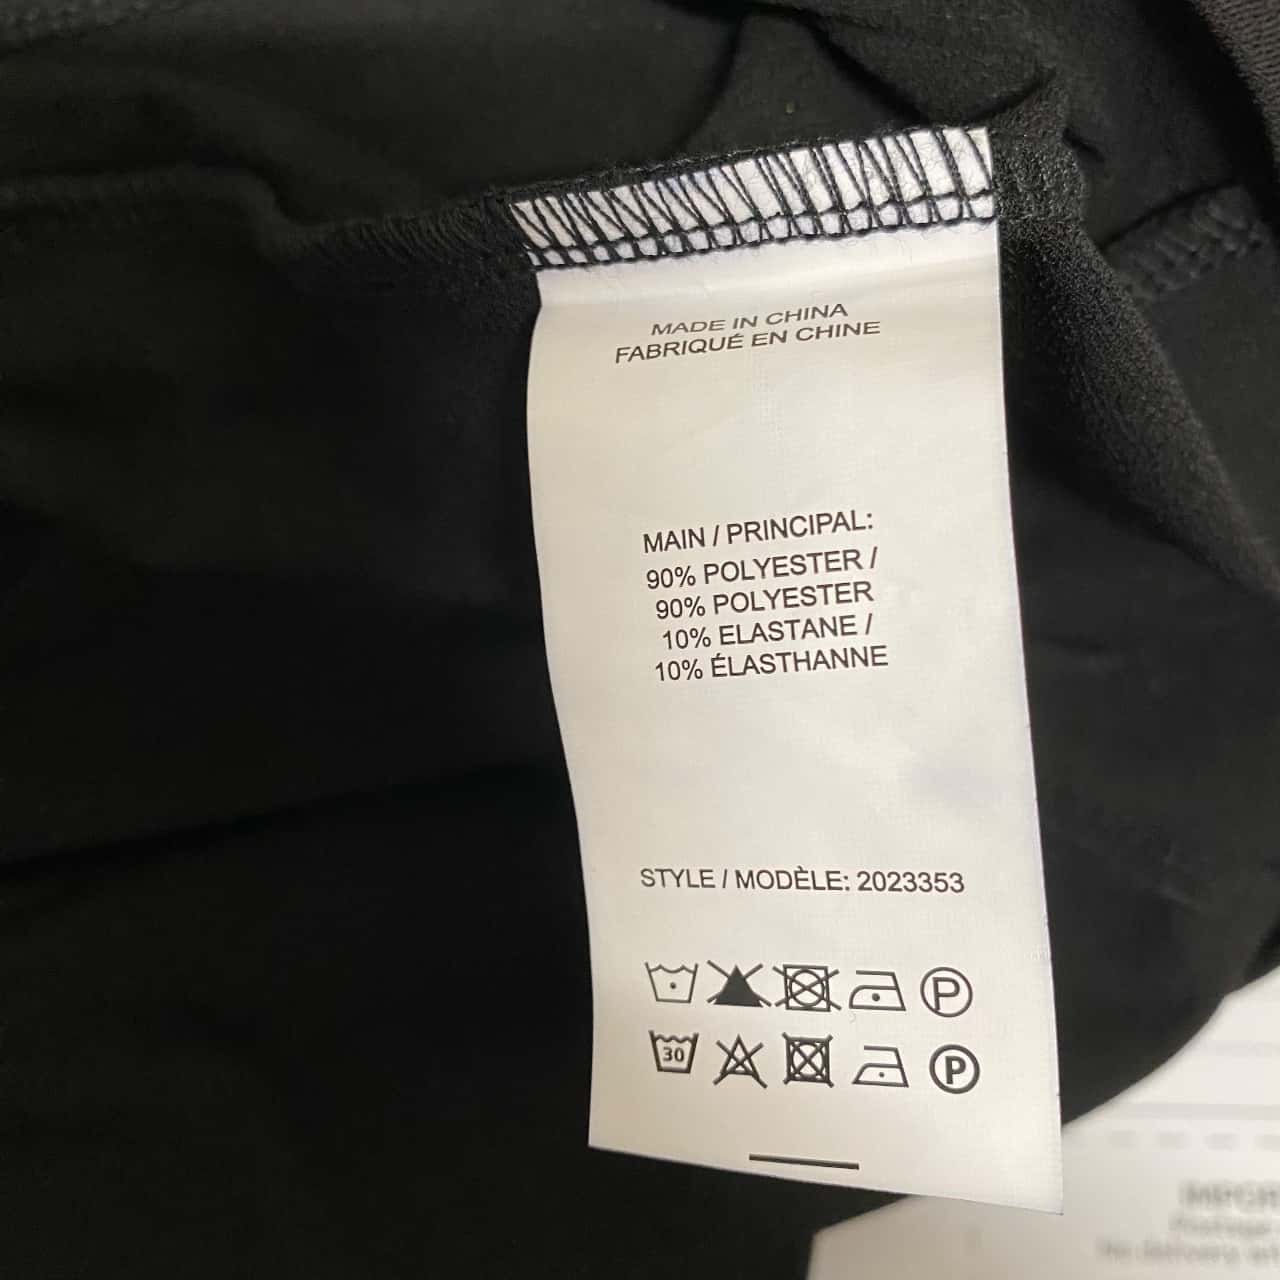 MADE IN CHINA
FABRIQUÉ EN CHINE
MAIN / PRINCIPAL:
90% POLYESTER /
90% POLYESTER
10% ELASTANE /
10% ÉLASTHANNE
STYLE / MODÈLE: 2023353
P
30 P